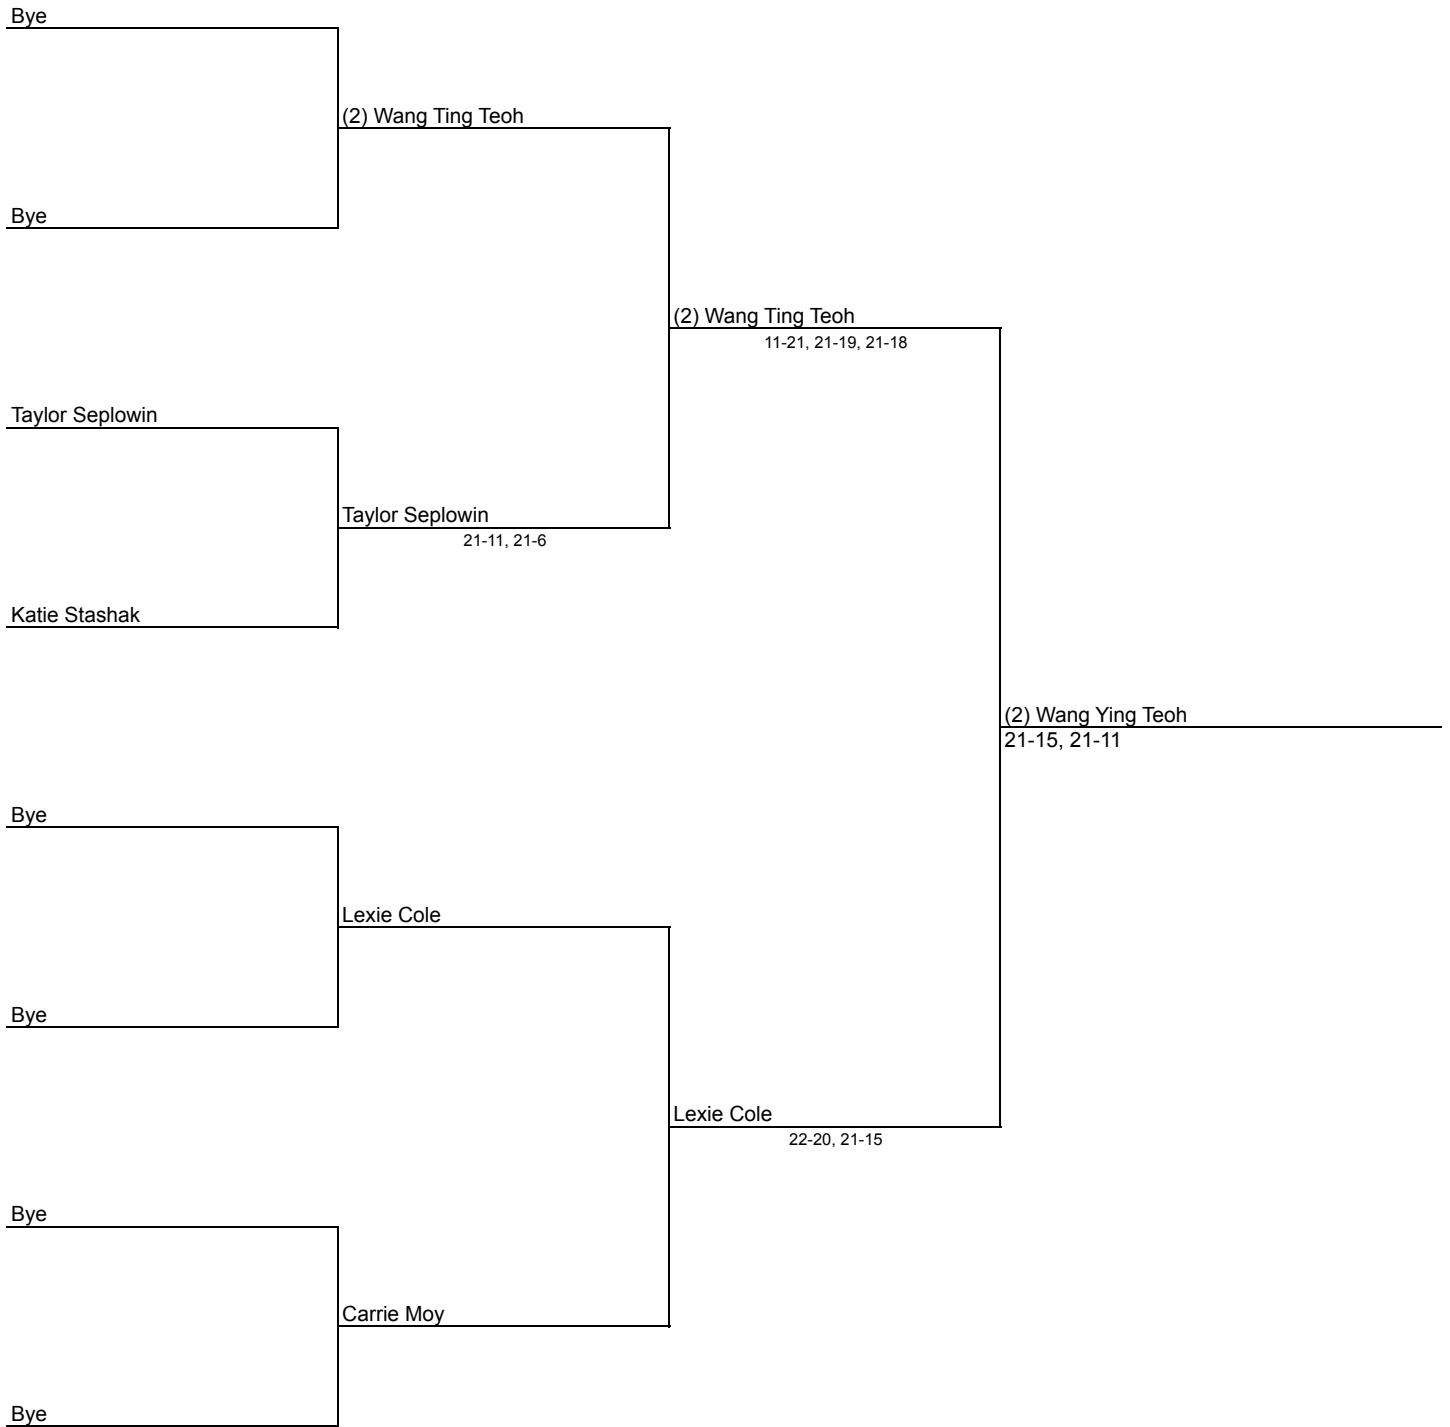 Bye
(2) Wang Ting Teoh
Bye
(2) Wang Ting Teoh
11-21, 21-19, 21-18
Taylor Seplowin
Taylor Seplowin
21-11, 21-6
Katie Stashak
(2) Wang Ying Teoh
21-15, 21-11
Bye
Lexie Cole
Bye
Lexie Cole
22-20, 21-15
Bye
Carrie Moy
Bye